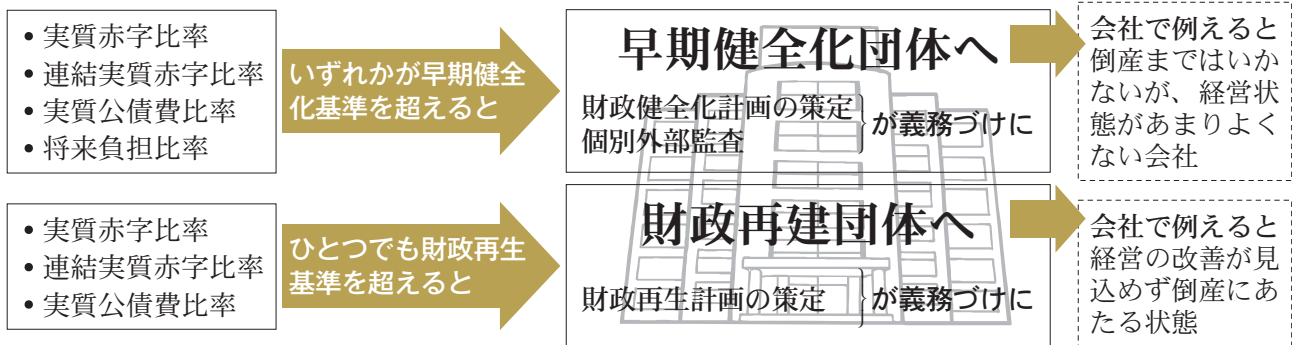 • 実質赤字比率
• 連結実質赤字比率
• 実質公債費比率
• 将来負担比率
いずれかが早期健全
化基準を超えると
早期健全化団体へ
財政健全化計画の策定
個別外部監査
が義務づけに
会社で例えると
倒産まではいか
ないが、経営状
態があまりよく
ない会社
• 実質赤字比率
• 連結実質赤字比率
• 実質公債費比率
ひとつでも財政再生
基準を超えると
財政再建団体へ
財政再生計画の策定
が義務づけに
会社で例えると
経営の改善が見
込めず倒産にあ
たる状態